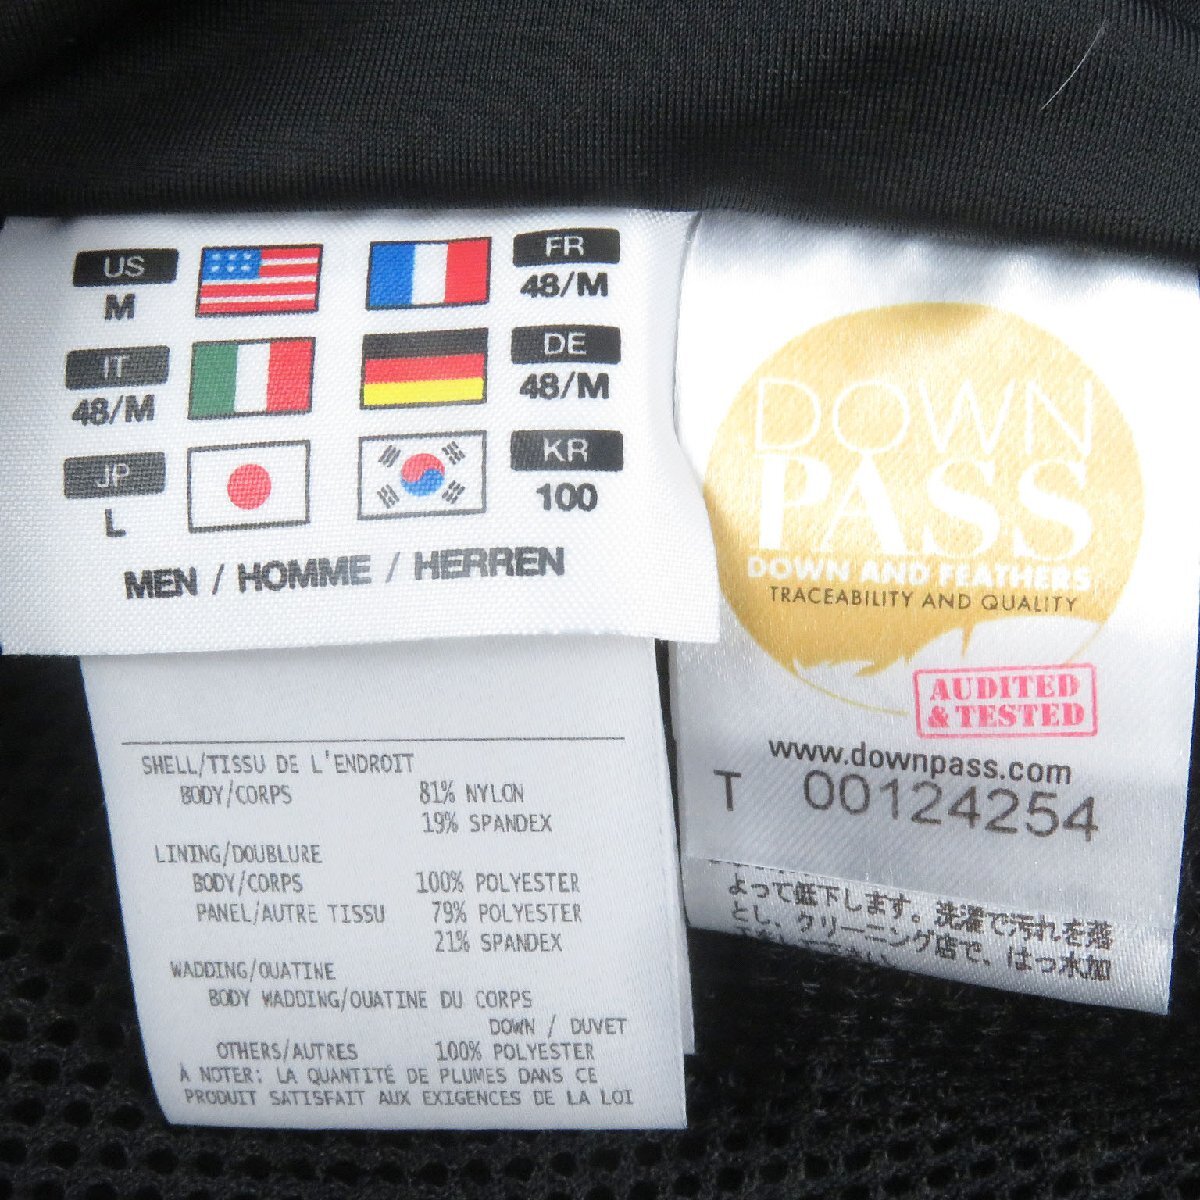 US
M
FR
48/M
IT
48/M
DE
48/M
JP
L
KR
100
MEN / HOMME / HERREN
SHELL/TISSU DE L'ENDROIT
BODY/CORPS 81% NYLON
19% SPANDEX
LINING/DOUBLURE
BODY/CORPS 100% POLYESTER
PANEL/AUTRE TISSU 79% POLYESTER
21% SPANDEX
WADDING/OUATINE
BODY WADDING/OUATINE DU CORPS
DOWN / DUVET
OTHERS/AUTRES 100% POLYESTER
À NOTER: LA QUANTITÉ DE PLUMES DANS CE
PRODUIT SATISFAIT AUX EXIGENCES DE LA LOI
DOWN
PASS
DOWN AND FEATHERS
TRACEABILITY AND QUALITY
AUDITED
& TESTED
www.downpass.com
T 00124254
よって低下します。洗濯で汚れを落
とし、クリーニング店で、はっ水加